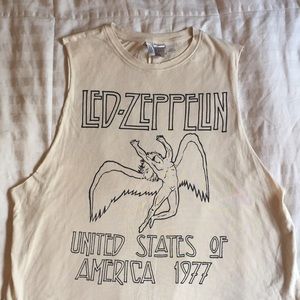 LED-ZEPPELIN
UNITED STATES OF
AMERICA 1977